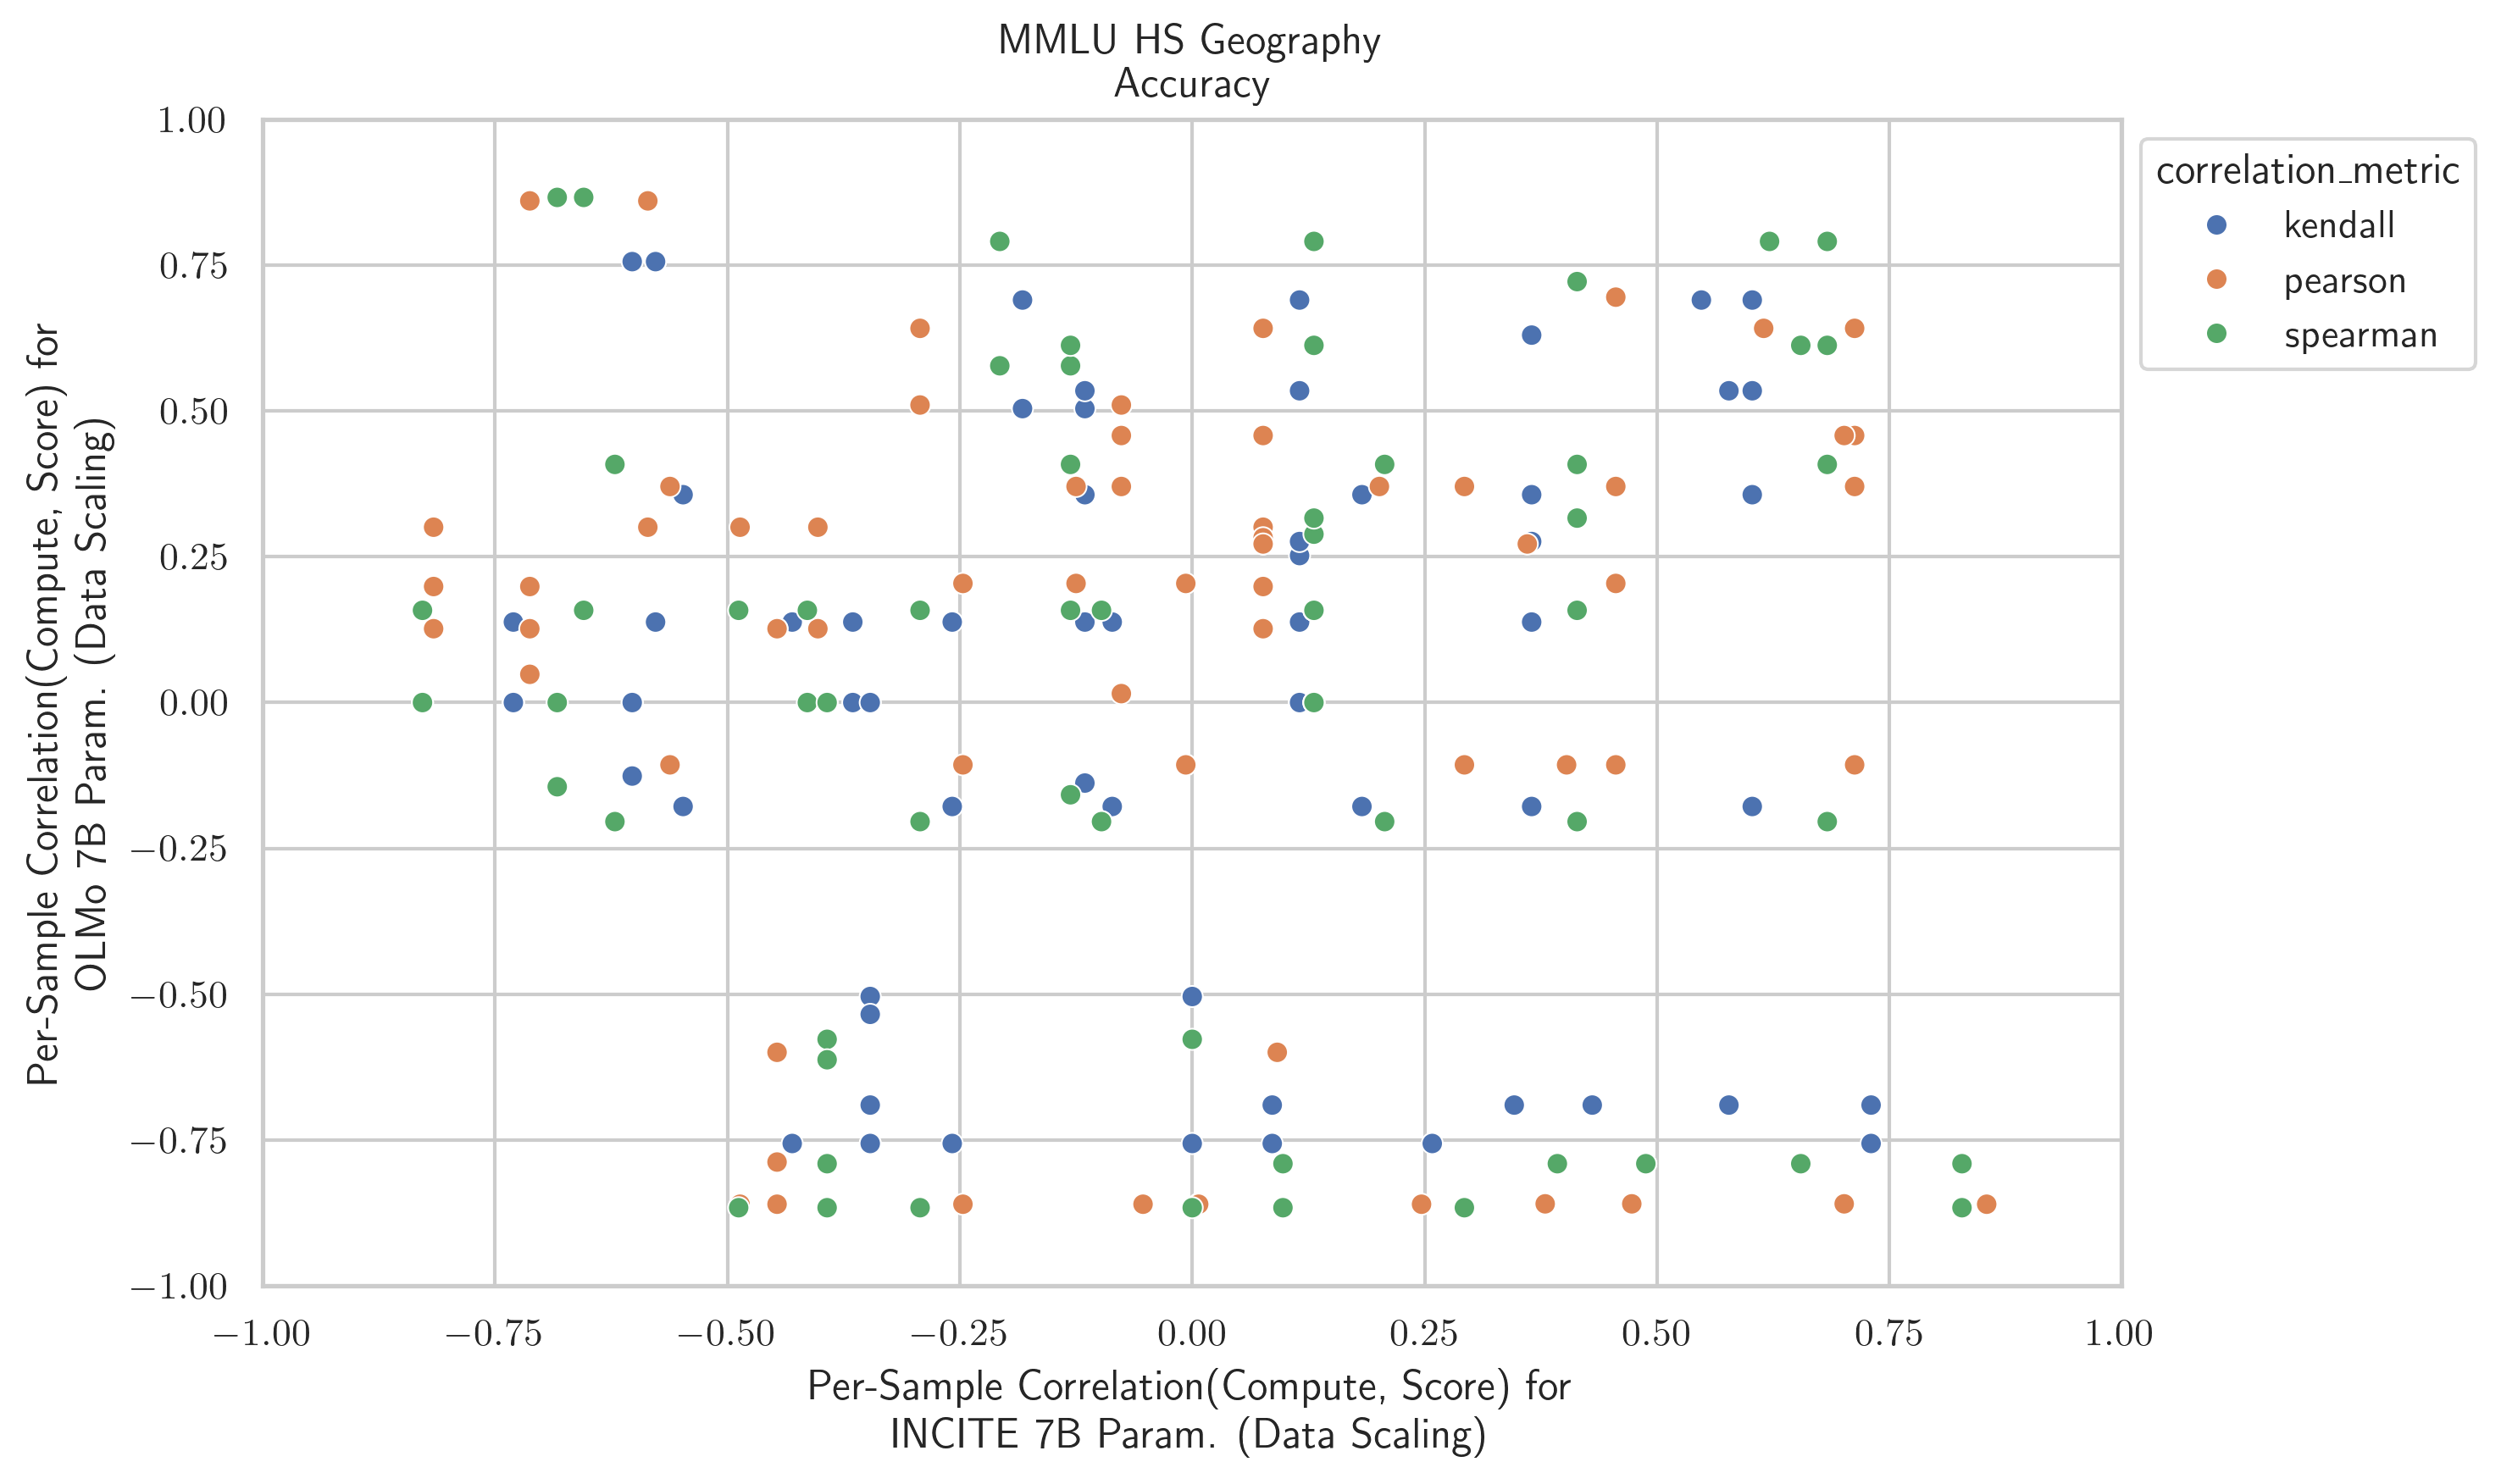 MMLU HS Geography
Accuracy
1.00
0.75
0.50
0.25
0.00
−0.25
−0.50
−0.75
−1.00
Per-Sample Correlation(Compute, Score) for
OLMo 7B Param. (Data Scaling)
correlation_metric
kendall
pearson
spearman
−1.00 −0.75 −0.50 −0.25 0.00 0.25 0.50 0.75 1.00
Per-Sample Correlation(Compute, Score) for
INCITE 7B Param. (Data Scaling)